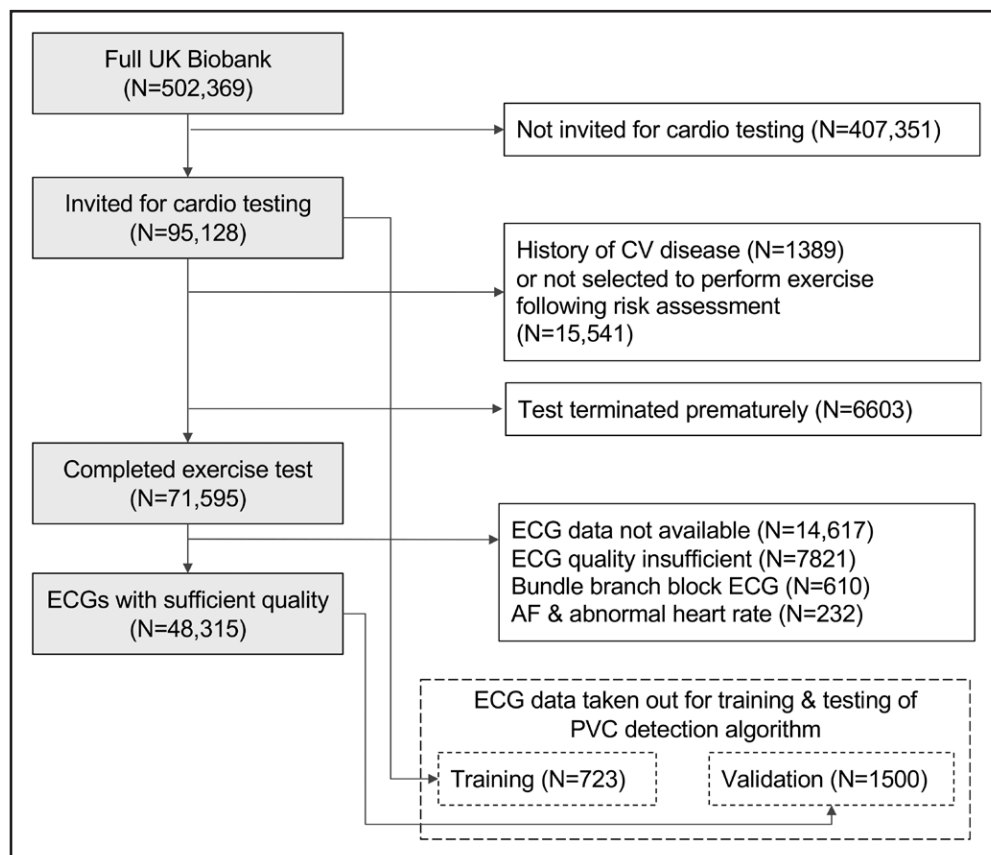 Full UK Biobank
(N=502,369)
Not invited for cardio testing (N=407,351)
Invited for cardio testing
(N=95,128)
History of CV disease (N=1389)
or not selected to perform exercise
following risk assessment
(N=15,541)
Test terminated prematurely (N=6603)
Completed exercise test
(N=71,595)
ECG data not available (N=14,617)
ECG quality insufficient (N=7821)
Bundle branch block ECG (N=610)
AF & abnormal heart rate (N=232)
ECGs with sufficient quality
(N=48,315)
ECG data taken out for training & testing of
PVC detection algorithm
Training (N=723)
Validation (N=1500)